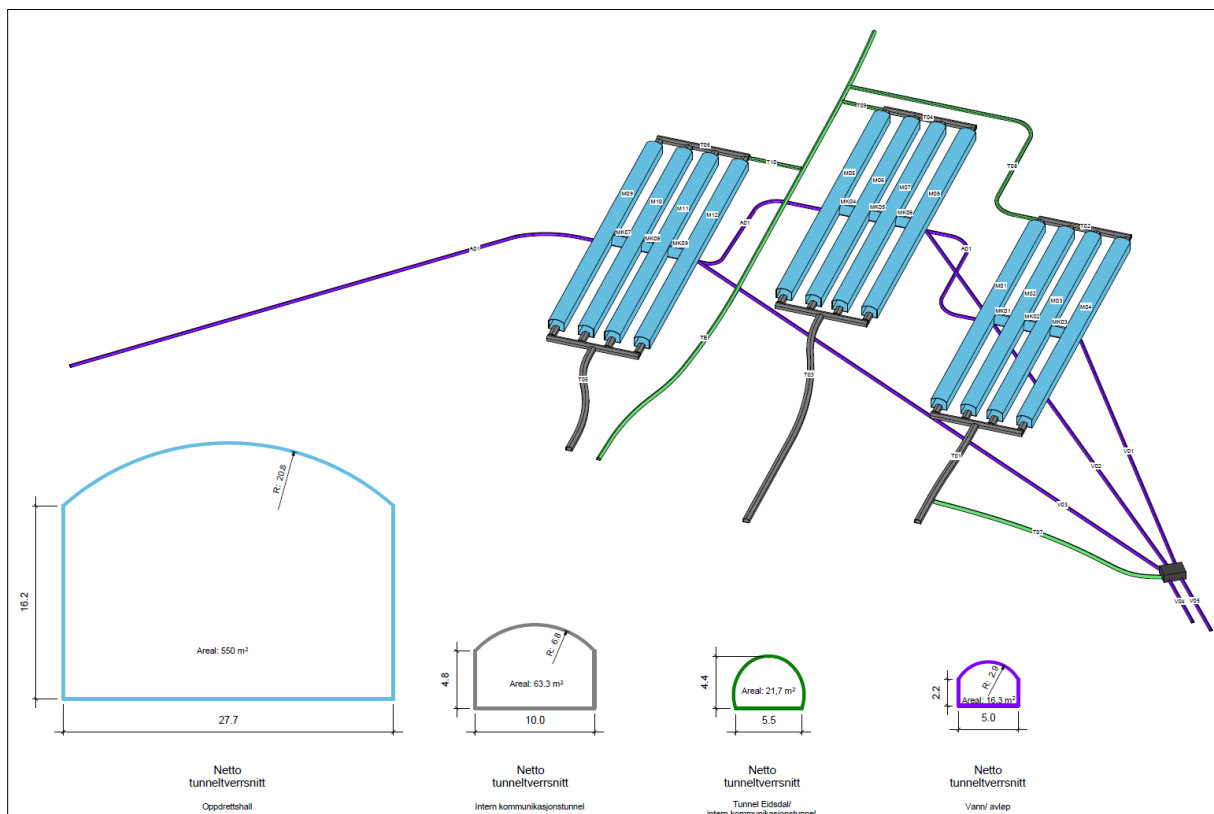 T09
T04
T06
T10
T08
M05
M06
M07
M08
M09
M10
M11
M12
MK04
MK05
MK06
A01
T02
MK07
MK08
MK09
A01
A01
M01
M02
M03
M04
MK01
MK02
MK03
TE
T05
T03
T01
V01
V02
V03
T07
V04
V05
R: 20.8
16.2
Areal: 550 m²
27.7
R: 6.8
4.8
Areal: 63.3 m²
10.0
4.4
Areal: 21,7 m²
5.5
R: 2.9
2.2
Areal: 16.3 m²
5.0
Netto
tunneltverrsnitt
Oppdrettshall
Netto
tunneltverrsnitt
Intern kommunikasjonstunnel
Netto
tunneltverrsnitt
Tunnel Eidsdal/
intern kommunikasjonstunnel
Netto
tunneltverrsnitt
Vann/ avløp